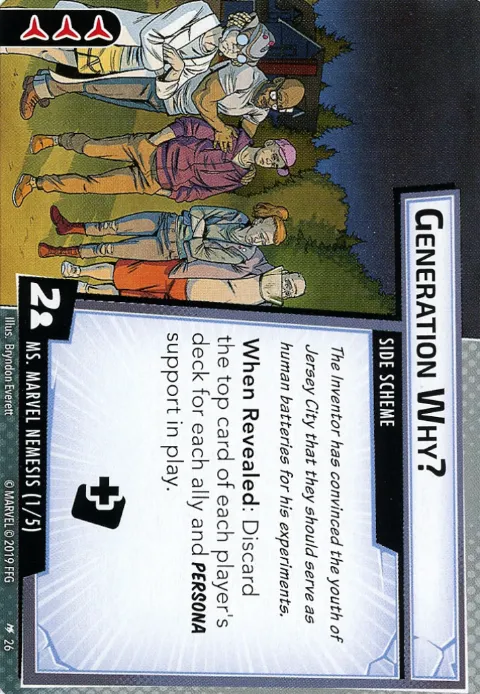 GENERATION WHY?
SIDE SCHEME
The Inventor has convinced the youth of
Jersey City that they should serve as
human batteries for his experiments.
When Revealed: Discard
the top card of each player's
deck for each ally and PERSONA
support in play.
2
MS. MARVEL NEMESIS (1/5)
Illus. Bryndon Everett
© MARVEL © 2019 FFG
26